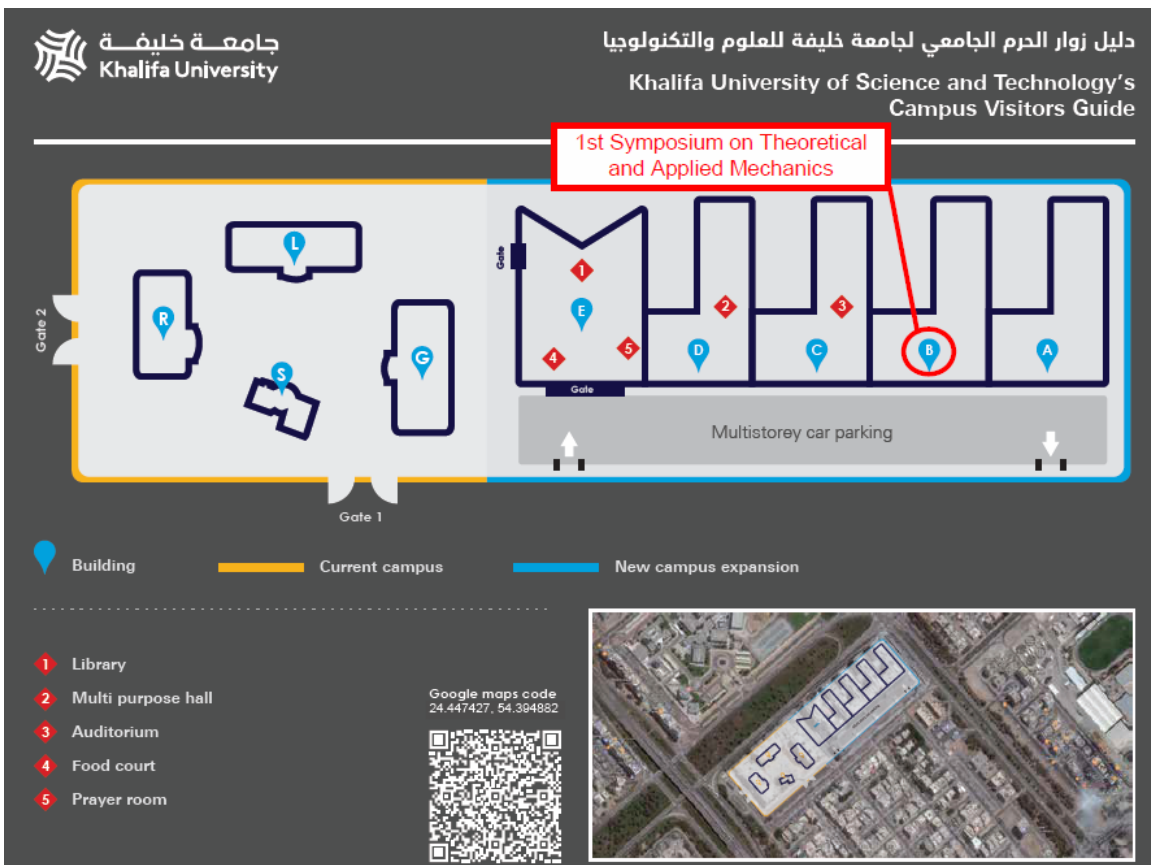 جامعة خليفة
Khalifa University
دليل زوار الحرم الجامعي لجامعة خليفة للعلوم والتكنولوجيا
Khalifa University of Science and Technology's
Campus Visitors Guide
1st Symposium on Theoretical
and Applied Mechanics
L
R
S
G
Gate 2
Gate 1
Gate
1
E
4
5
Gate
2
D
3
C
B
A
Multistorey car parking
Building
Current campus
New campus expansion
1 Library
2 Multi purpose hall
3 Auditorium
4 Food court
5 Prayer room
Google maps code
24.447427, 54.394882